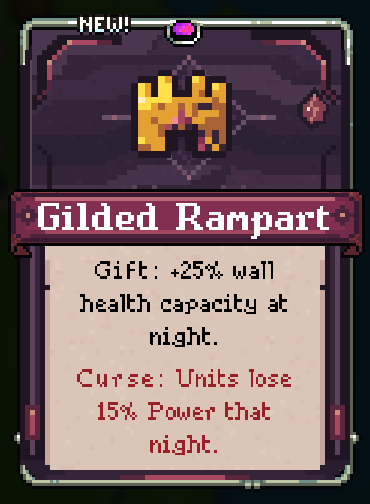 NEW!
Gilded Rampart
Gift: +25% wall
health capacity at
night.
Curse: Units lose
15% Power that
night.